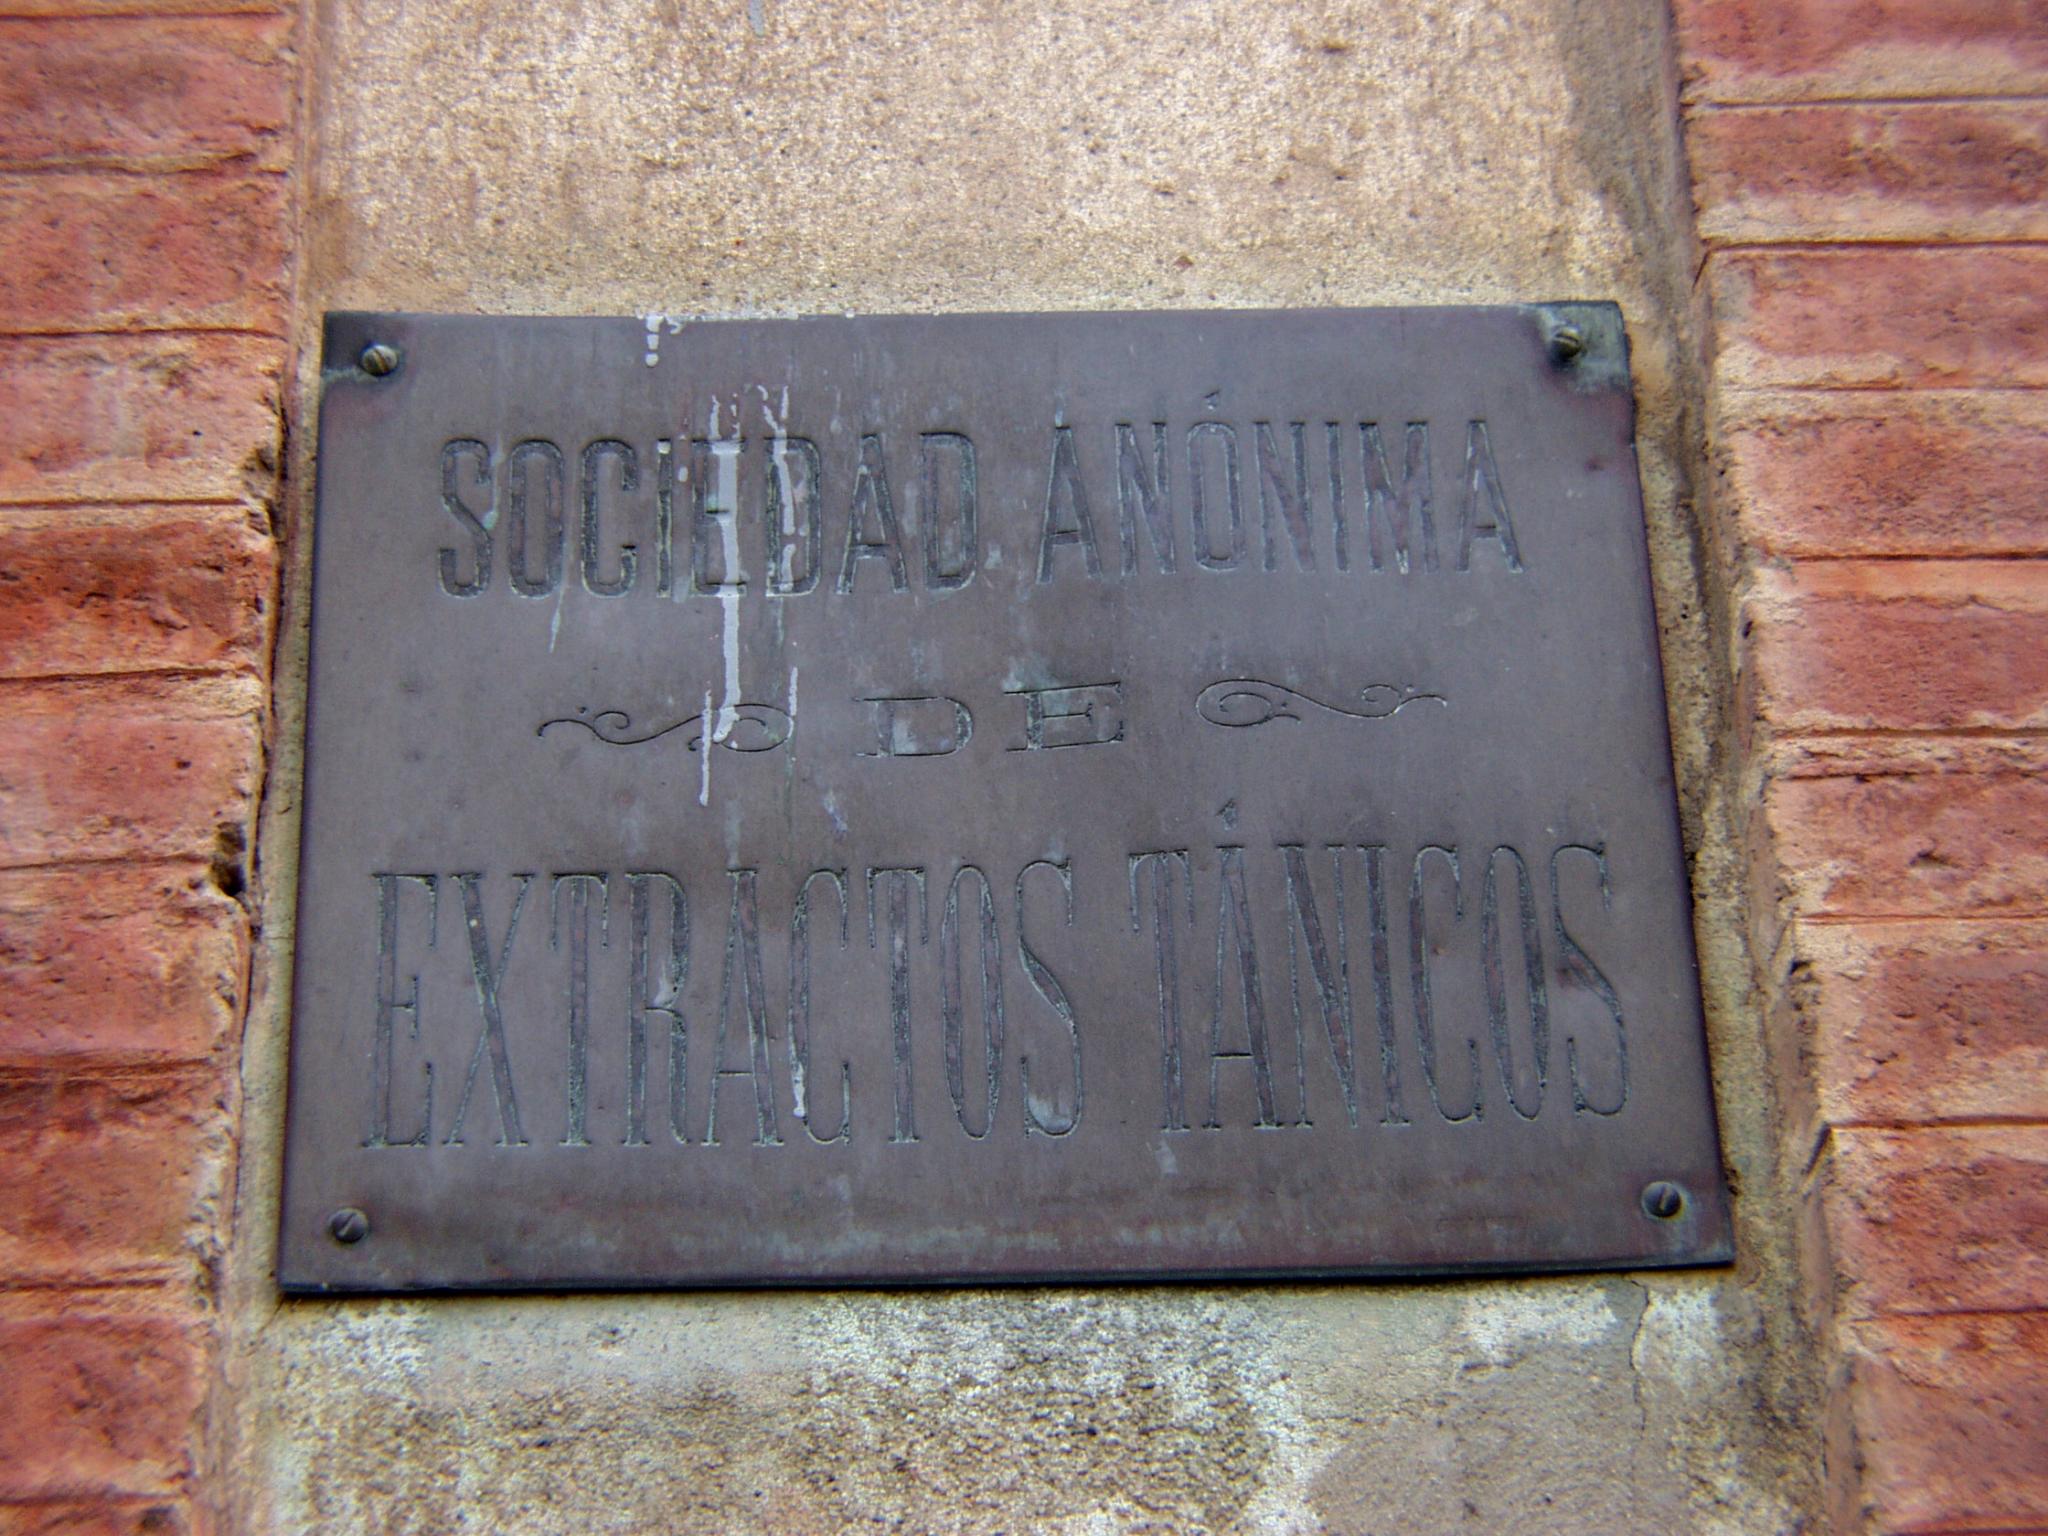 SOCIEDAD ANÓNIMA
DE
EXTRACTOS TÁNICOS